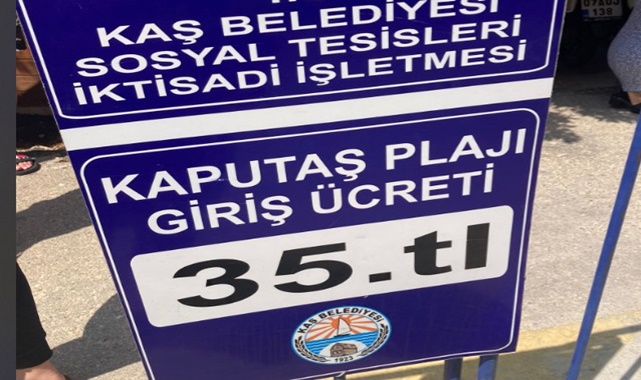 KAŞ BELEDİYESİ
SOSYAL TESİSLERİ
İKTİSADİ İŞLETMESİ
KAPUTAŞ PLAJI
GİRİŞ ÜCRETİ
35.tl
KAŞ BELEDİYESİ
1923